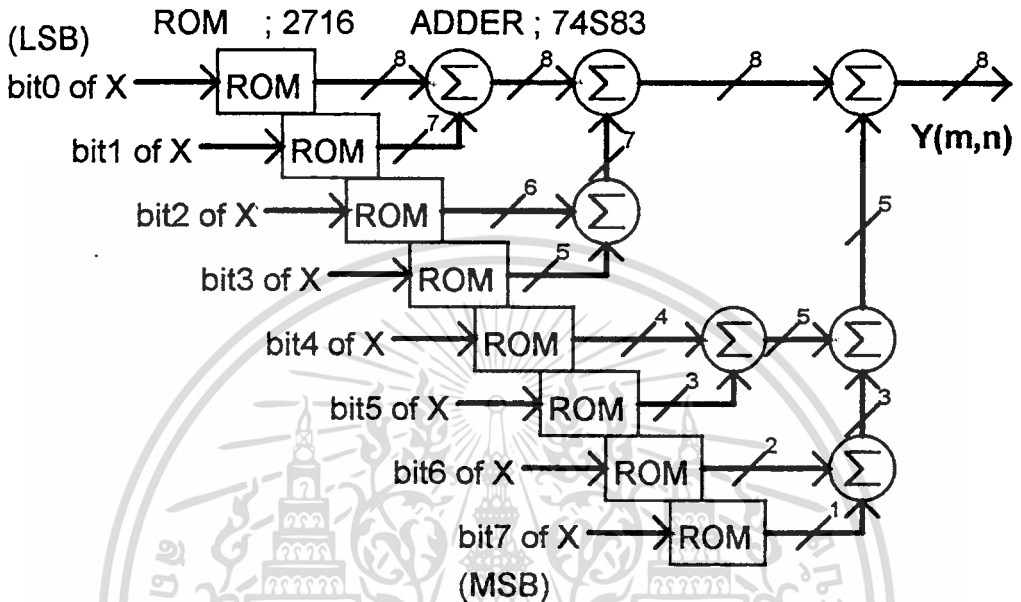 ROM ; 2716 ADDER ; 74S83
(LSB)
bit0 of X ROM 8 Σ 8 Σ 8 Σ 8
bit1 of X ROM 7 7 Y(m,n)
bit2 of X ROM 6 Σ 5
bit3 of X ROM 5
bit4 of X ROM 4 Σ 5 Σ
bit5 of X ROM 3 3
bit6 of X ROM 2 Σ
bit7 of X ROM 1
(MSB)